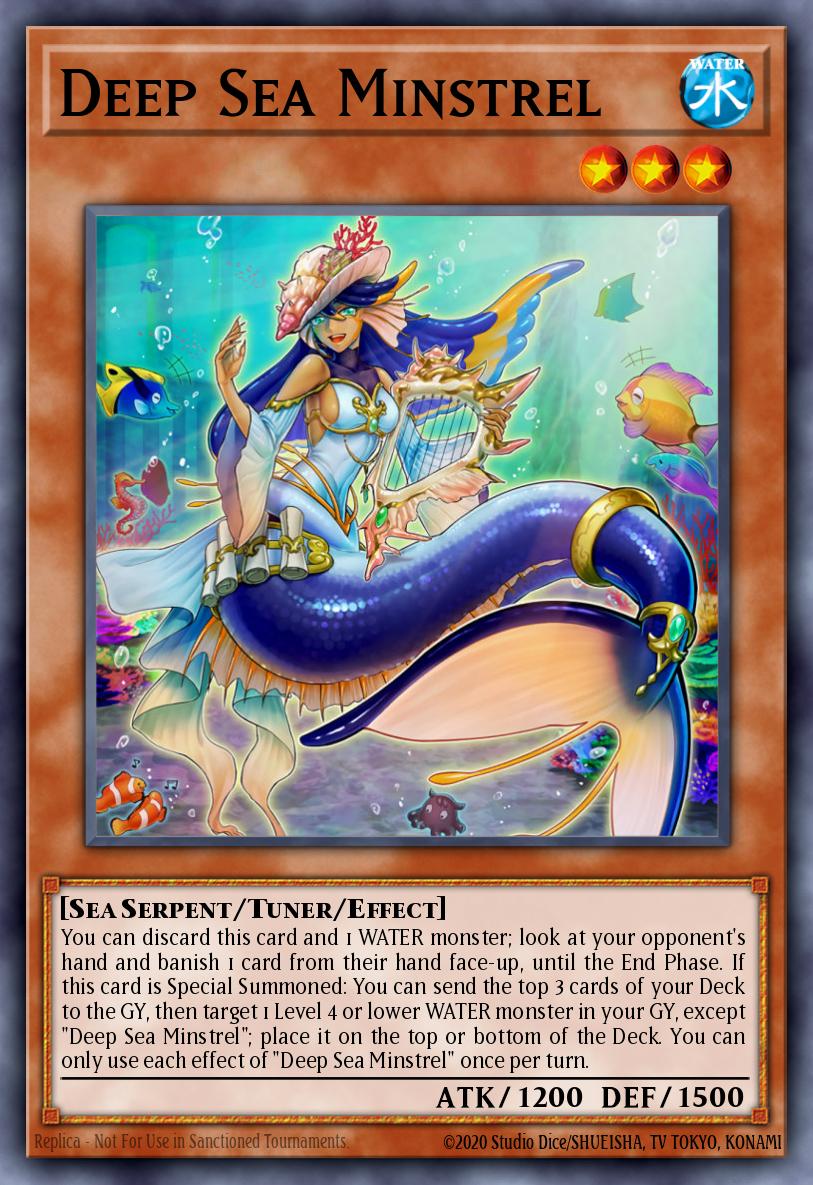 Deep Sea Minstrel
WATER
水
[Sea Serpent/Tuner/Effect]
You can discard this card and 1 WATER monster; look at your opponent's
hand and banish 1 card from their hand face-up, until the End Phase. If
this card is Special Summoned: You can send the top 3 cards of your Deck
to the GY, then target 1 Level 4 or lower WATER monster in your GY, except
"Deep Sea Minstrel"; place it on the top or bottom of the Deck. You can
only use each effect of "Deep Sea Minstrel" once per turn.
ATK/1200 DEF/1500
Replica - Not For Use in Sanctioned Tournaments.
©2020 Studio Dice/SHUEISHA, TV TOKYO, KONAMI